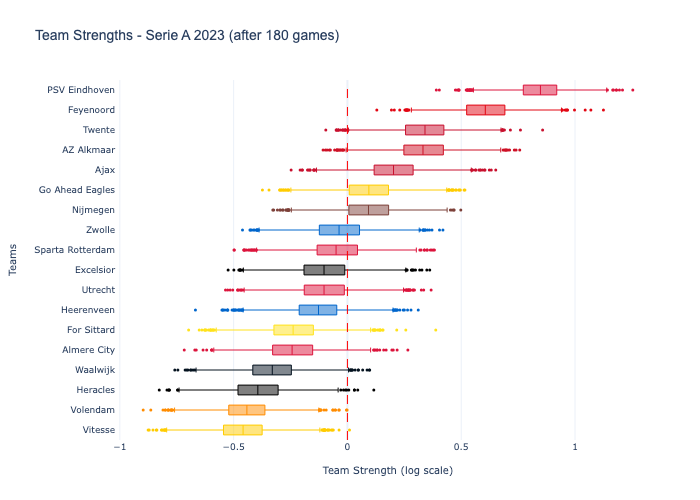 Team Strengths - Serie A 2023 (after 180 games)
PSV Eindhoven
Feyenoord
Twente
AZ Alkmaar
Ajax
Go Ahead Eagles
Nijmegen
Zwolle
Sparta Rotterdam
Excelsior
Utrecht
Heerenveen
For Sittard
Almere City
Waalwijk
Heracles
Volendam
Vitesse
Teams
−1 −0.5 0 0.5 1
Team Strength (log scale)